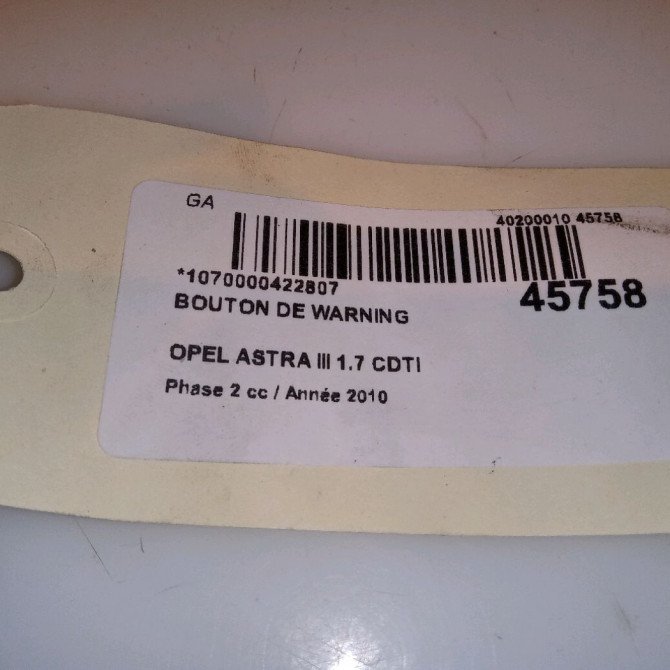 GA
40200010 45758
*1070000422807
45758
BOUTON DE WARNING
OPEL ASTRA III 1.7 CDTI
Phase 2 cc / Année 2010